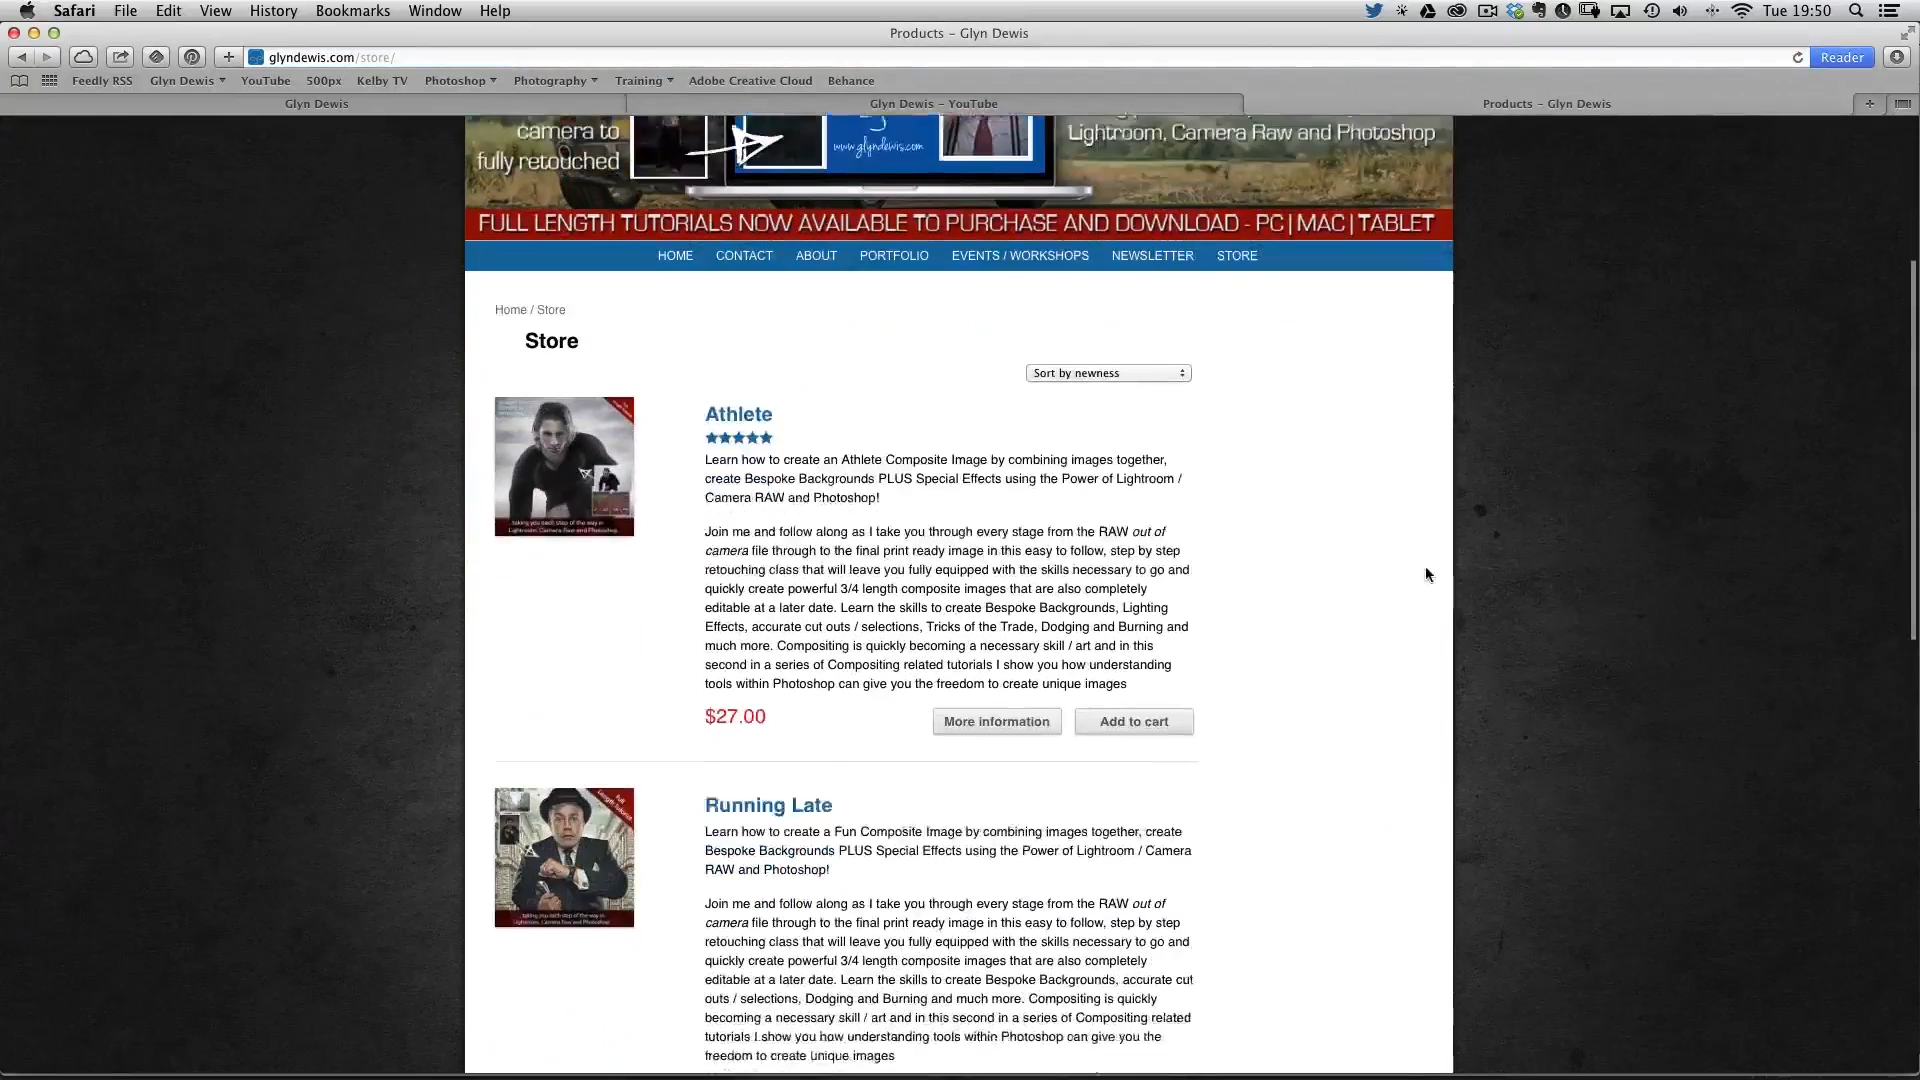 Safari File Edit View History Bookmarks Window Help Tue 19:50
Products – Glyn Dewis
glyndewis.com/store/ Reader
Feedly RSS Glyn Dewis YouTube 500px Kelby TV Photoshop Photography Training Adobe Creative Cloud Behance
Glyn Dewis Glyn Dewis – YouTube Products – Glyn Dewis
camera to
fully retouched
www.glyndewis.com
Lightroom, Camera Raw and Photoshop
FULL LENGTH TUTORIALS NOW AVAILABLE TO PURCHASE AND DOWNLOAD - PC | MAC | TABLET
HOME CONTACT ABOUT PORTFOLIO EVENTS / WORKSHOPS NEWSLETTER STORE
Home / Store
Store
Sort by newness
Athlete
Learn how to create an Athlete Composite Image by combining images together,
create Bespoke Backgrounds PLUS Special Effects using the Power of Lightroom /
Camera RAW and Photoshop!
Join me and follow along as I take you through every stage from the RAW out of
camera file through to the final print ready image in this easy to follow, step by step
retouching class that will leave you fully equipped with the skills necessary to go and
quickly create powerful 3/4 length composite images that are also completely
editable at a later date. Learn the skills to create Bespoke Backgrounds, Lighting
Effects, accurate cut outs / selections, Tricks of the Trade, Dodging and Burning and
much more. Compositing is quickly becoming a necessary skill / art and in this
second in a series of Compositing related tutorials I show you how understanding
tools within Photoshop can give you the freedom to create unique images
$27.00 More information Add to cart
Running Late
Learn how to create a Fun Composite Image by combining images together, create
Bespoke Backgrounds PLUS Special Effects using the Power of Lightroom / Camera
RAW and Photoshop!
Join me and follow along as I take you through every stage from the RAW out of
camera file through to the final print ready image in this easy to follow, step by step
retouching class that will leave you fully equipped with the skills necessary to go and
quickly create powerful 3/4 length composite images that are also completely
editable at a later date. Learn the skills to create Bespoke Backgrounds, accurate cut
outs / selections, Dodging and Burning and much more. Compositing is quickly
becoming a necessary skill / art and in this second in a series of Compositing related
tutorials I show you how understanding tools within Photoshop can give you the
freedom to create unique images